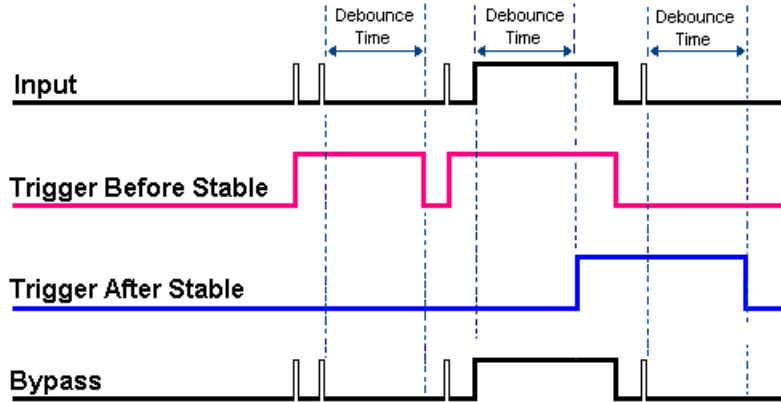 Debounce
Time
Debounce
Time
Debounce
Time
Input
Trigger Before Stable
Trigger After Stable
Bypass